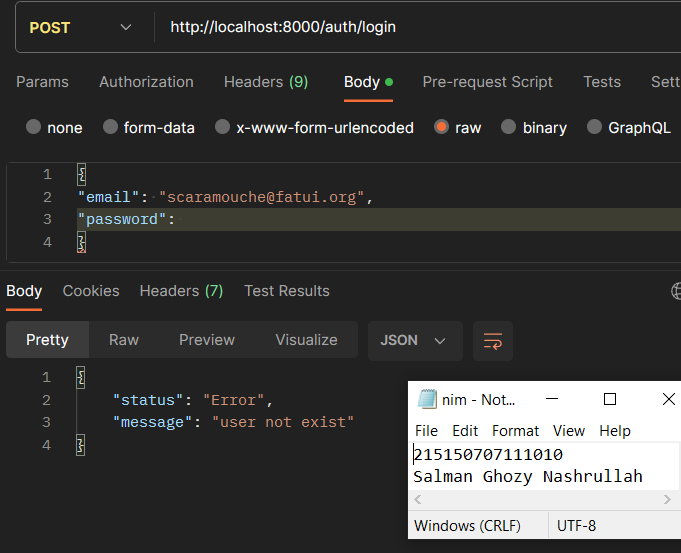 POST http://localhost:8000/auth/login
Params Authorization Headers (9) Body Pre-request Script Tests Sett
none form-data x-www-form-urlencoded raw binary GraphQL
1 {
2 "email": "scaramouche@fatui.org",
3 "password":
4 }
Body Cookies Headers (7) Test Results
Pretty Raw Preview Visualize JSON
1 {
2 "status": "Error",
3 "message": "user not exist"
4 }
nim - Not...
File Edit Format View Help
215150707111010
Salman Ghozy Nashrullah
Windows (CRLF) UTF-8